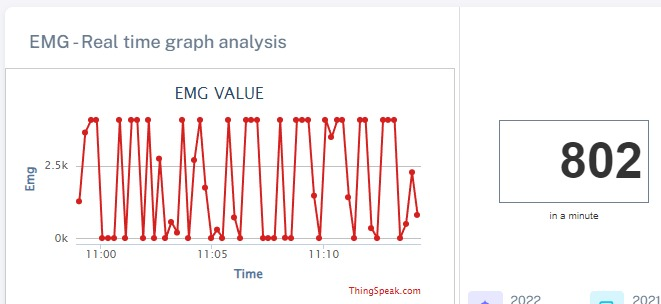 EMG - Real time graph analysis
EMG VALUE
Emg
2.5k
0k
11:00 11:05 11:10
Time
ThingSpeak.com
802
in a minute
2022 2021